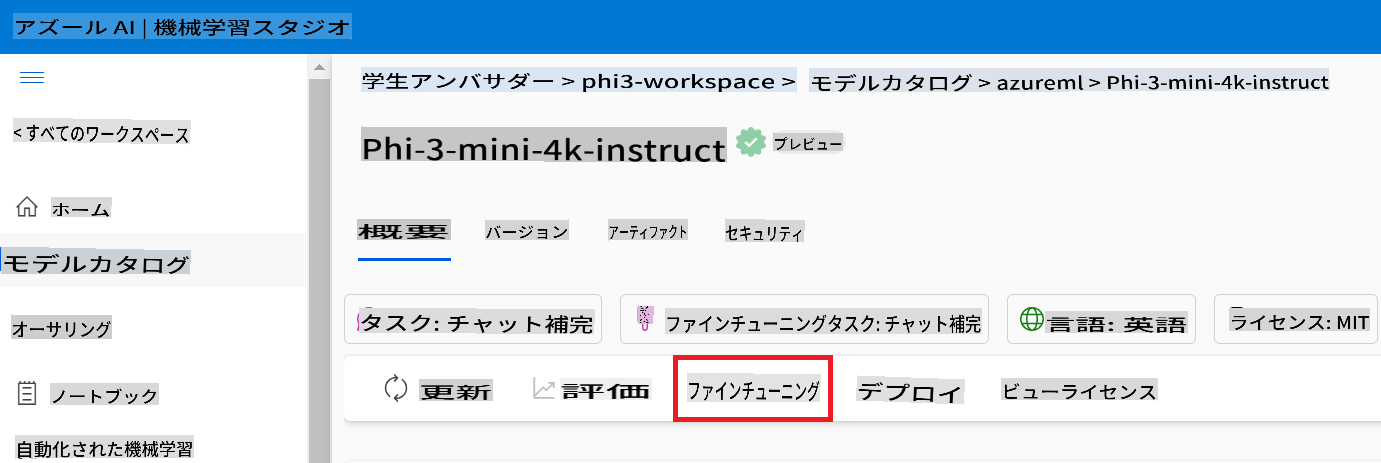 アズール AI | 機械学習スタジオ
学生アンバサダー > phi3-workspace > モデルカタログ > azureml > Phi-3-mini-4k-instruct
< すべてのワークスペース
Phi-3-mini-4k-instruct プレビュー
ホーム
概要 バージョン アーティファクト セキュリティ
モデルカタログ
オーサリング
タスク: チャット補完 ファインチューニングタスク: チャット補完 言語: 英語 ライセンス: MIT
ノートブック
更新 評価 ファインチューニング デプロイ ビューライセンス
自動化された機械学習